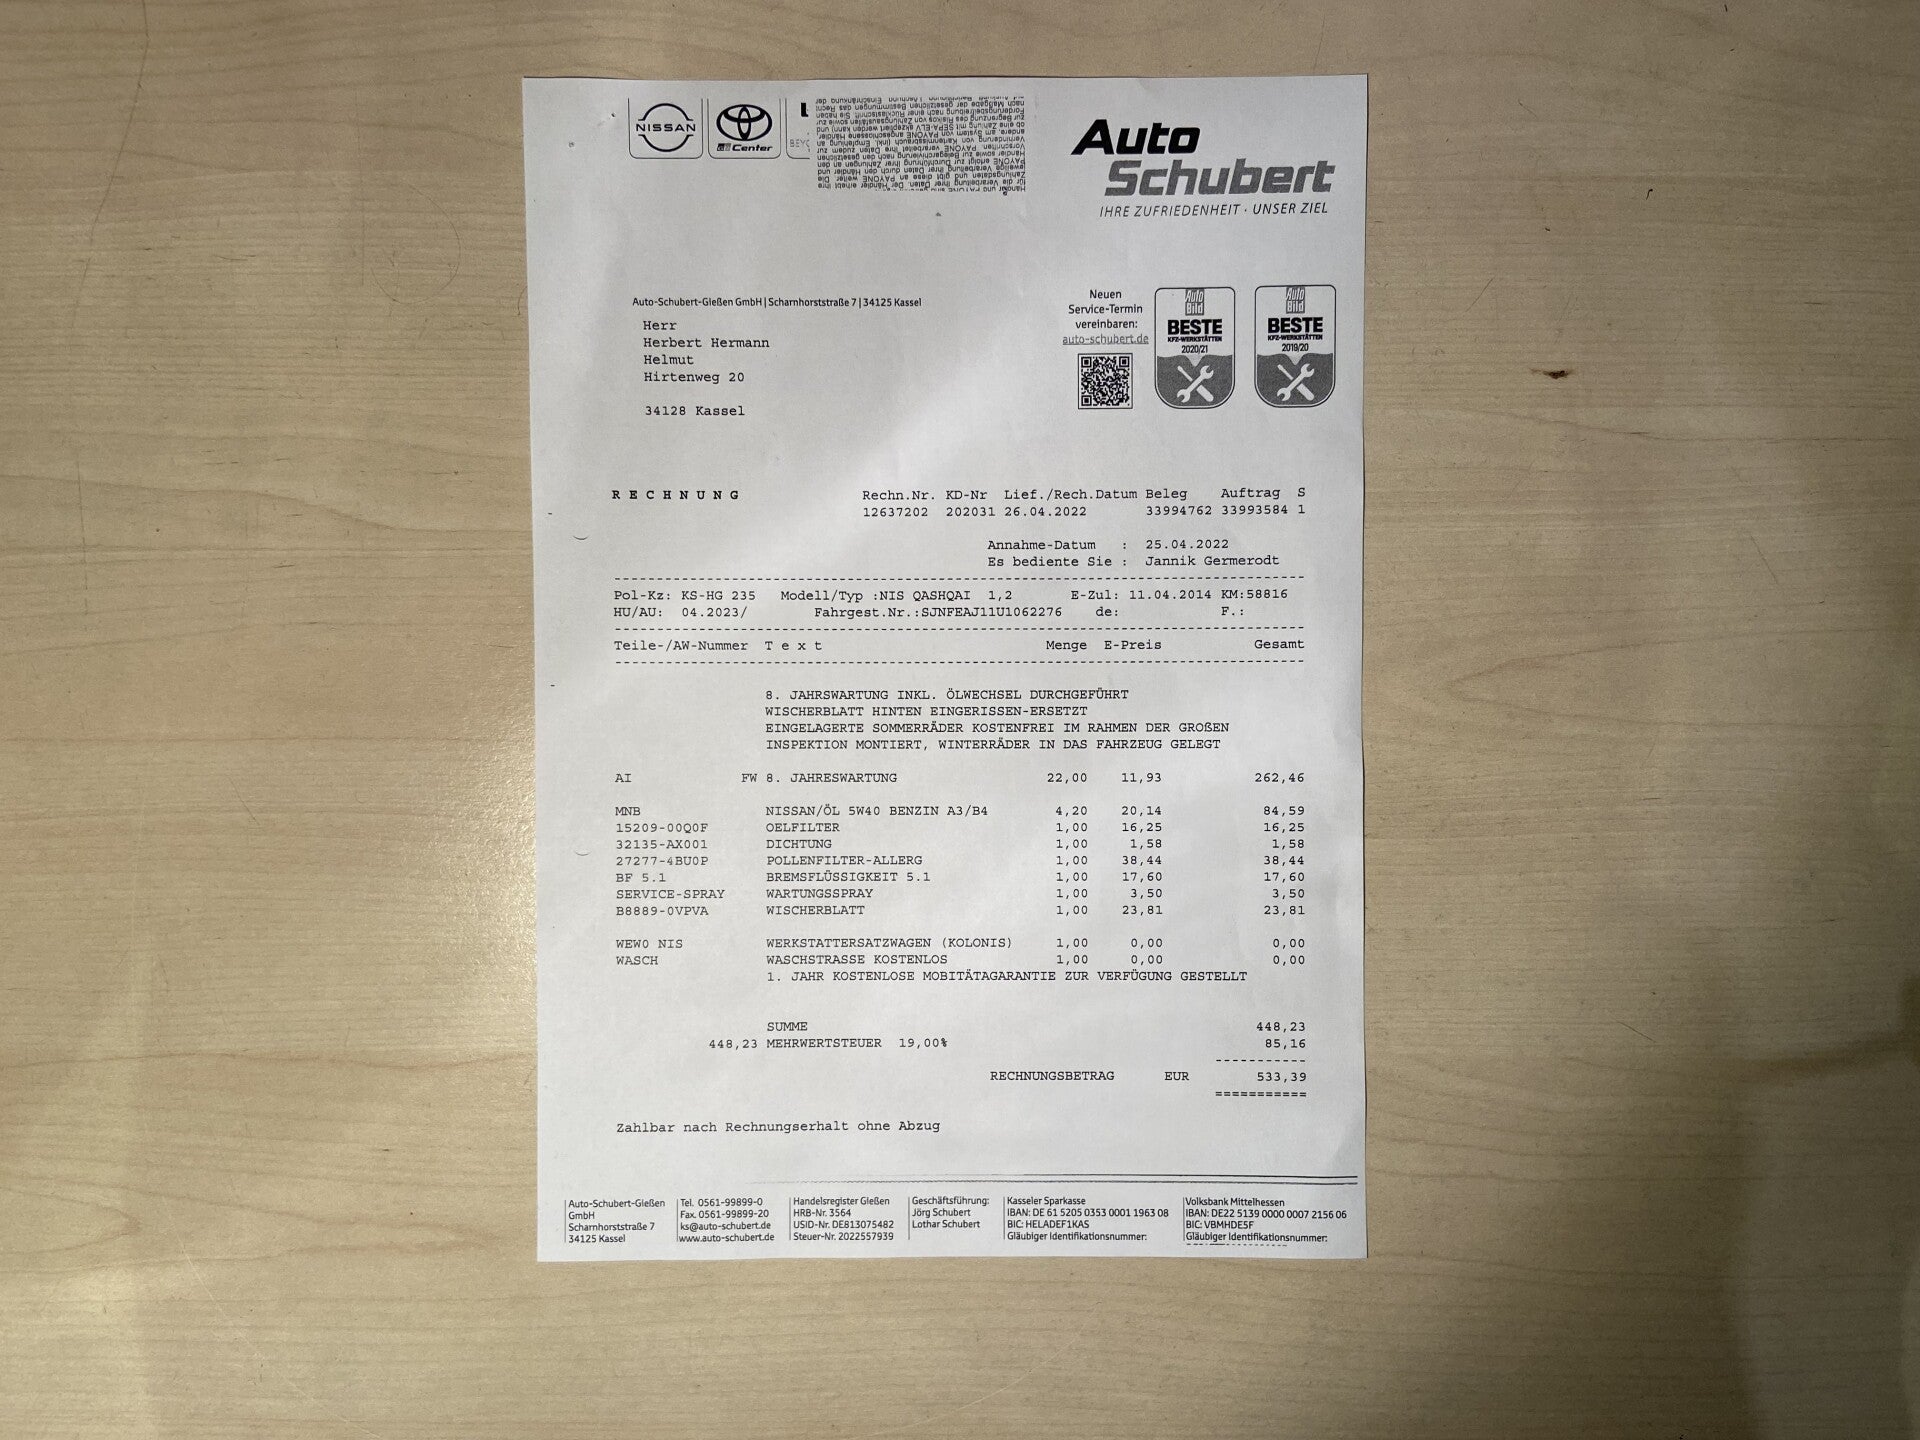 NISSAN
Center
BEYO
Auto
Schubert
IHRE ZUFRIEDENHEIT · UNSER ZIEL
Auto-Schubert-Gießen GmbH | Scharnhorststraße 7 | 34125 Kassel
Herr
Herbert Hermann
Helmut
Hirtenweg 20
34128 Kassel
Neuen
Service-Termin
vereinbaren:
auto-schubert.de
Auto
Bild
BESTE
KFZ-WERKSTÄTTEN
2020/21
Auto
Bild
BESTE
KFZ-WERKSTÄTTEN
2019/20
RECHNUNG
Rechn.Nr. KD-Nr Lief./Rech.Datum Beleg Auftrag S
12637202 202031 26.04.2022 33994762 33993584 1
Annahme-Datum : 25.04.2022
Es bediente Sie : Jannik Germerodt
Pol-Kz: KS-HG 235 Modell/Typ :NIS QASHQAI 1,2 E-Zul: 11.04.2014 KM:58816
HU/AU: 04.2023/ Fahrgest.Nr.:SJNFEAJ11U1062276 de: F.:
Teile-/AW-Nummer T e x t Menge E-Preis Gesamt
8. JAHRSWARTUNG INKL. ÖLWECHSEL DURCHGEFÜHRT
WISCHERBLATT HINTEN EINGERISSEN-ERSETZT
EINGELAGERTE SOMMERRÄDER KOSTENFREI IM RAHMEN DER GROßEN
INSPEKTION MONTIERT, WINTERRÄDER IN DAS FAHRZEUG GELEGT
AI FW 8. JAHRESWARTUNG 22,00 11,93 262,46
MNB NISSAN/ÖL 5W40 BENZIN A3/B4 4,20 20,14 84,59
15209-00Q0F OELFILTER 1,00 16,25 16,25
32135-AX001 DICHTUNG 1,00 1,58 1,58
27277-4BU0P POLLENFILTER-ALLERG 1,00 38,44 38,44
BF 5.1 BREMSFLÜSSIGKEIT 5.1 1,00 17,60 17,60
SERVICE-SPRAY WARTUNGSSPRAY 1,00 3,50 3,50
B8889-0VPVA WISCHERBLATT 1,00 23,81 23,81
WEW0 NIS WERKSTATTERSATZWAGEN (KOLONIS) 1,00 0,00 0,00
WASCH WASCHSTRASSE KOSTENLOS 1,00 0,00 0,00
1. JAHR KOSTENLOSE MOBITÄTAGARANTIE ZUR VERFÜGUNG GESTELLT
SUMME 448,23
448,23 MEHRWERTSTEUER 19,00% 85,16
RECHNUNGSBETRAG EUR 533,39
Zahlbar nach Rechnungserhalt ohne Abzug
Auto-Schubert-Gießen
GmbH
Scharnhorststraße 7
34125 Kassel
Tel. 0561-99899-0
Fax. 0561-99899-20
ks@auto-schubert.de
www.auto-schubert.de
Handelsregister Gießen
HRB-Nr. 3564
USID-Nr. DE813075482
Steuer-Nr. 2022557939
Geschäftsführung:
Jörg Schubert
Lothar Schubert
Kasseler Sparkasse
IBAN: DE 61 5205 0353 0001 1963 08
BIC: HELADEF1KAS
Gläubiger Identifikationsnummer:
Volksbank Mittelhessen
IBAN: DE22 5139 0000 0007 2156 06
BIC: VBMHDE5F
Gläubiger Identifikationsnummer: